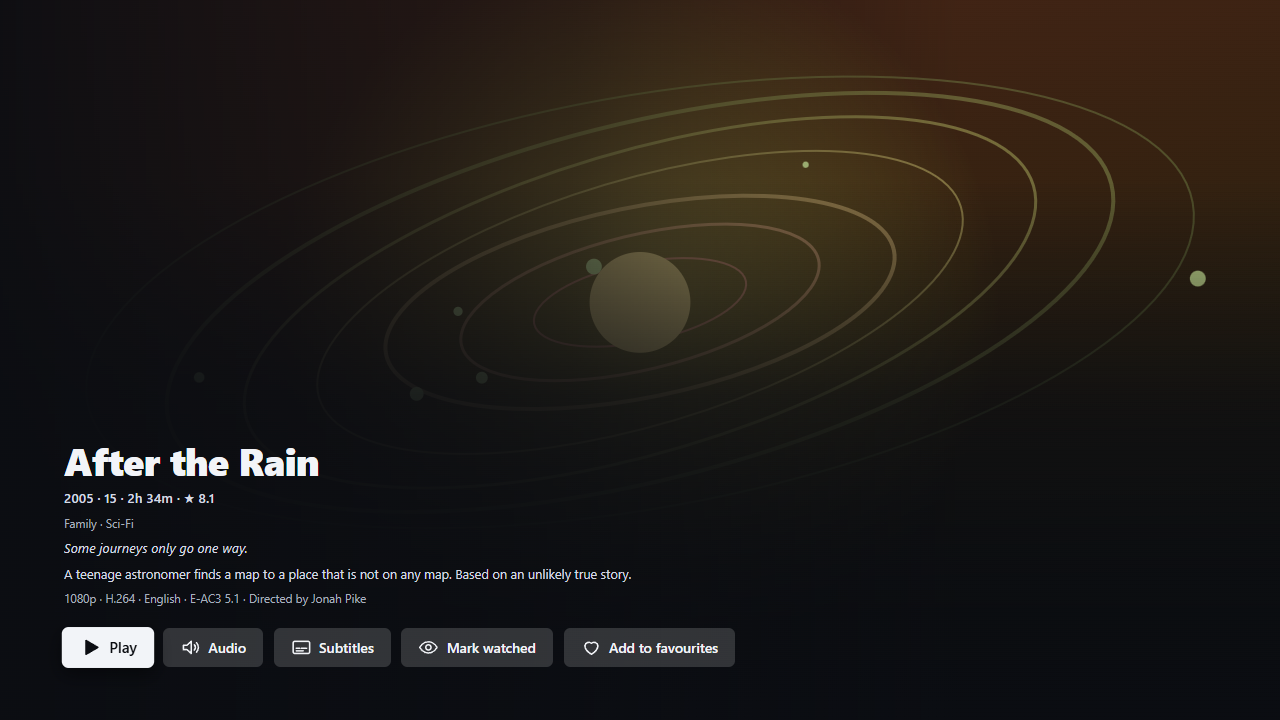 After the Rain
2005 · 15 · 2h 34m · ★ 8.1
Family · Sci-Fi
Some journeys only go one way.
A teenage astronomer finds a map to a place that is not on any map. Based on an unlikely true story.
1080p · H.264 · English · E-AC3 5.1 · Directed by Jonah Pike
Play Audio Subtitles Mark watched Add to favourites